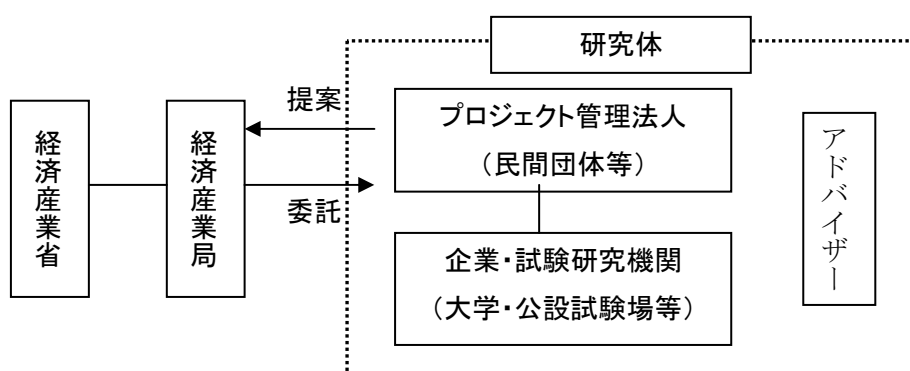 研究体
経済産業省
経済産業局
提案
委託
プロジェクト管理法人
（民間団体等）
企業・試験研究機関
（大学・公設試験場等）
アドバイザー